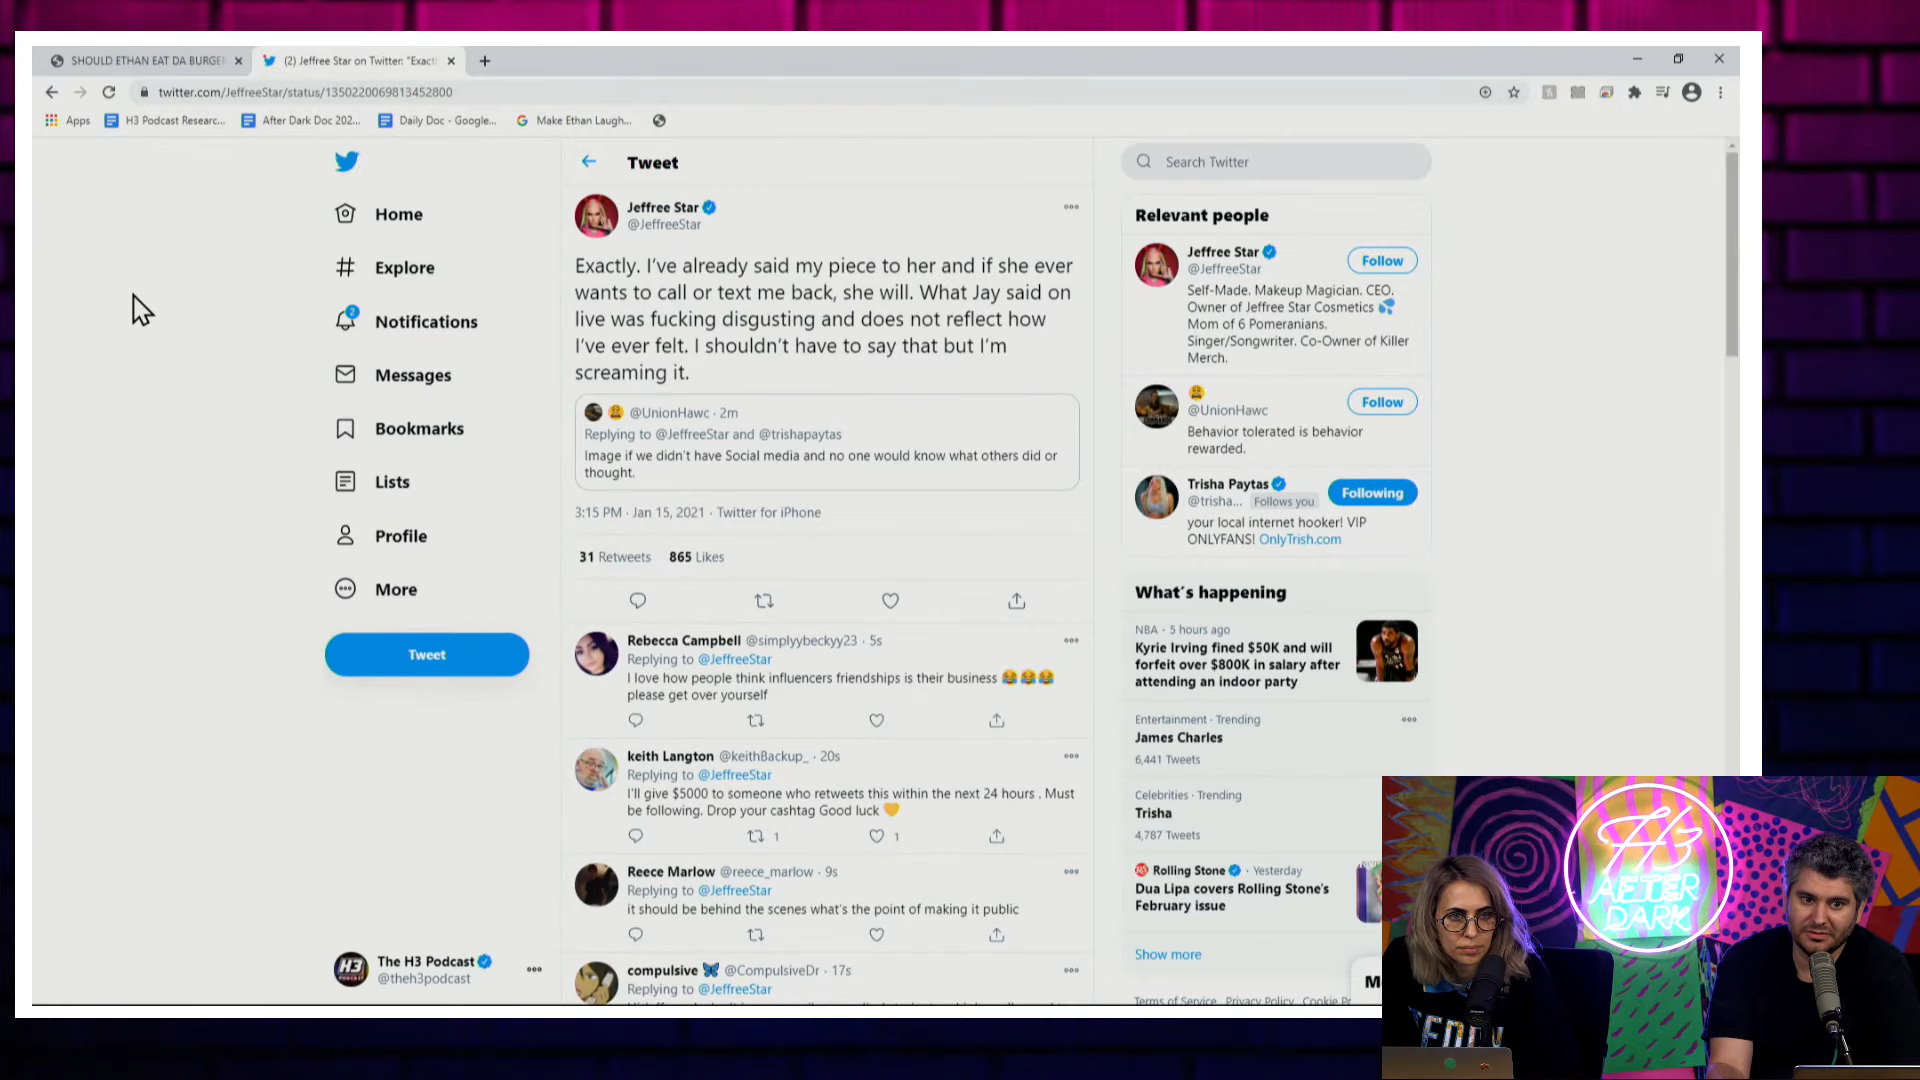 SHOULD ETHAN EAT DA BURGE
(2) Jeffree Star on Twitter: "Exact
twitter.com/JeffreeStar/status/1350220069813452800
Apps
H3 Podcast Researc...
After Dark Doc 202...
Daily Doc - Google...
Make Ethan Laugh...
Home
Explore
2
Notifications
Messages
Bookmarks
Lists
Profile
More
Tweet
The H3 Podcast
@theh3podcast
Tweet
Jeffree Star
@JeffreeStar
Exactly. I've already said my piece to her and if she ever
wants to call or text me back, she will. What Jay said on
live was fucking disgusting and does not reflect how
I've ever felt. I shouldn't have to say that but I'm
screaming it.
😩 @UnionHawc · 2m
Replying to @JeffreeStar and @trishapaytas
Image if we didn't have Social media and no one would know what others did or
thought.
3:15 PM · Jan 15, 2021 · Twitter for iPhone
31 Retweets 865 Likes
Rebecca Campbell @simplyybeckyy23 · 5s
Replying to @JeffreeStar
I love how people think influencers friendships is their business 😂😂😂
please get over yourself
keith Langton @keithBackup_ · 20s
Replying to @JeffreeStar
I'll give $5000 to someone who retweets this within the next 24 hours . Must
be following. Drop your cashtag Good luck 💛
1 1
Reece Marlow @reece_marlow · 9s
Replying to @JeffreeStar
it should be behind the scenes what's the point of making it public
compulsive 🦋 @CompulsiveDr · 17s
Replying to @JeffreeStar
Search Twitter
Relevant people
Jeffree Star
@JeffreeStar
Follow
Self-Made. Makeup Magician. CEO.
Owner of Jeffree Star Cosmetics 💦
Mom of 6 Pomeranians.
Singer/Songwriter. Co-Owner of Killer
Merch.
😩
@UnionHawc
Follow
Behavior tolerated is behavior
rewarded.
Trisha Paytas
@trisha... Follows you
Following
your local internet hooker! VIP
ONLYFANS! OnlyTrish.com
What's happening
NBA · 5 hours ago
Kyrie Irving fined $50K and will
forfeit over $800K in salary after
attending an indoor party
Entertainment · Trending
James Charles
6,441 Tweets
Celebrities · Trending
Trisha
4,787 Tweets
Rolling Stone · Yesterday
Dua Lipa covers Rolling Stone's
February issue
Show more
Terms of Service Privacy Policy Cookie P
M
H3
AFTER
DARK